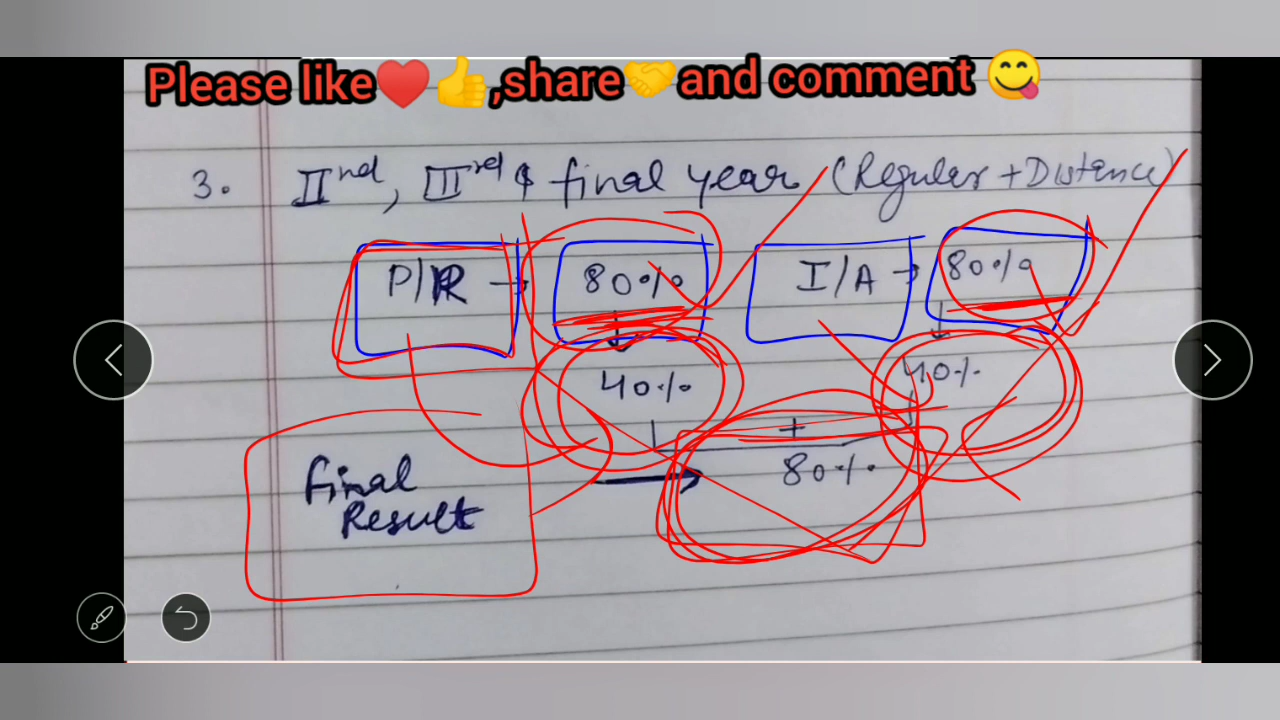 Please like❤️👍,share🤝and comment 😋
3. IInd, IIIrd & final year (Regular + Distance)
P/R → 80% I/A → 80%
↓ ↓
40% 40%
+
Final → 80%
Result